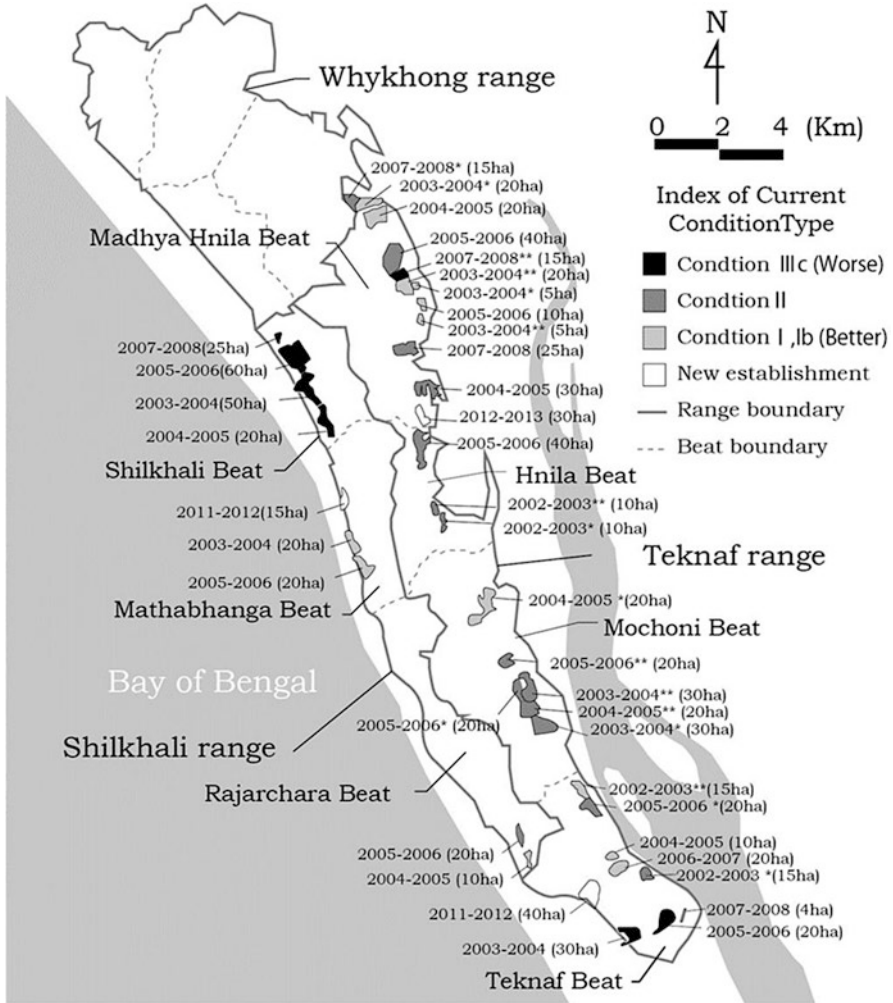 N
Whykhong range
0 2 4 (Km)
2007-2008* (15ha)
2003-2004* (20ha)
2004-2005 (20ha)
Index of Current
ConditionType
Madhya Hnila Beat
2005-2006 (40ha)
2007-2008** (15ha)
2003-2004** (20ha)
2003-2004* (5ha)
2005-2006 (10ha)
2003-2004** (5ha)
2007-2008 (25ha)
Condtion IIIc (Worse)
Condtion II
Condtion I ,Ib (Better)
New establishment
Range boundary
Beat boundary
2007-2008(25ha)
2005-2006(60ha)
2003-2004(50ha)
2004-2005 (20ha)
Shilkhali Beat
2004-2005 (30ha)
2012-2013 (30ha)
2005-2006 (40ha)
Hnila Beat
2002-2003** (10ha)
2002-2003* (10ha)
2011-2012(15ha)
2003-2004 (20ha)
2005-2006 (20ha)
Mathabhanga Beat
Teknaf range
2004-2005 *(20ha)
Mochoni Beat
2005-2006** (20ha)
Bay of Bengal
2003-2004** (30ha)
2004-2005** (20ha)
2003-2004* (30ha)
2005-2006* (20ha)
Shilkhali range
Rajarchara Beat
2002-2003**(15ha)
2005-2006 *(20ha)
2004-2005 (10ha)
2006-2007 (20ha)
2002-2003 *(15ha)
2005-2006 (20ha)
2004-2005 (10ha)
2011-2012 (40ha)
2007-2008 (4ha)
2005-2006 (20ha)
2003-2004 (30ha)
Teknaf Beat